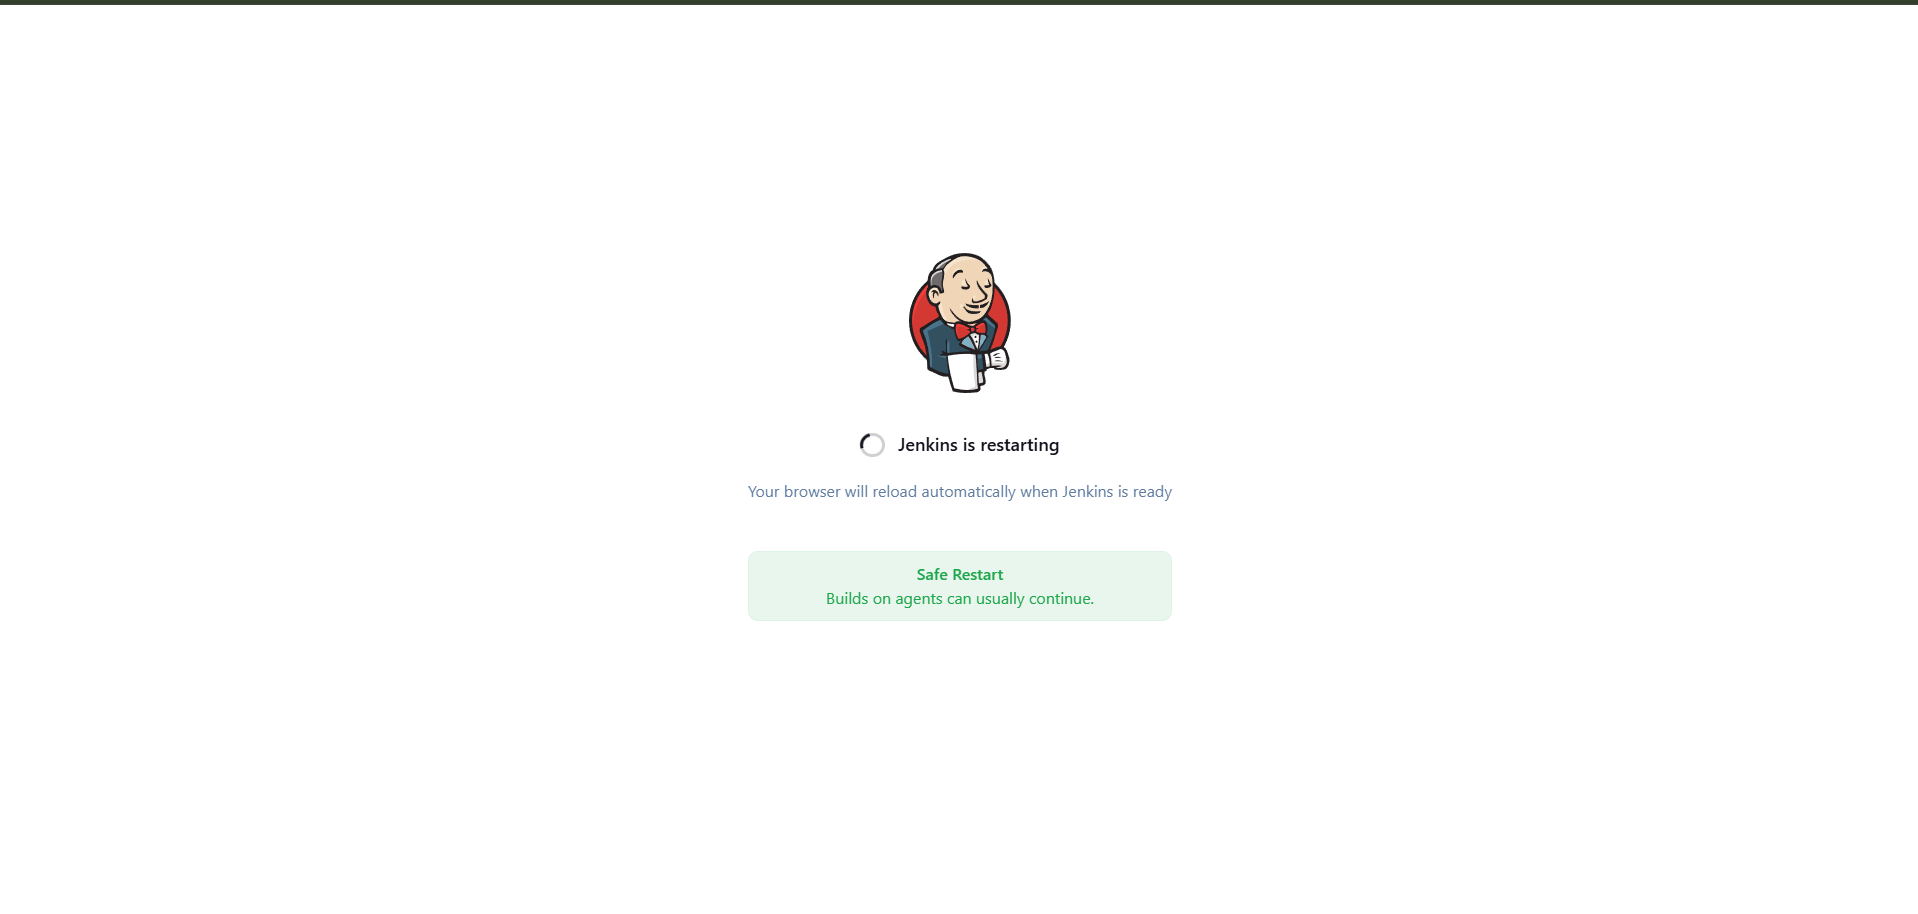 Jenkins is restarting
Your browser will reload automatically when Jenkins is ready
Safe Restart
Builds on agents can usually continue.